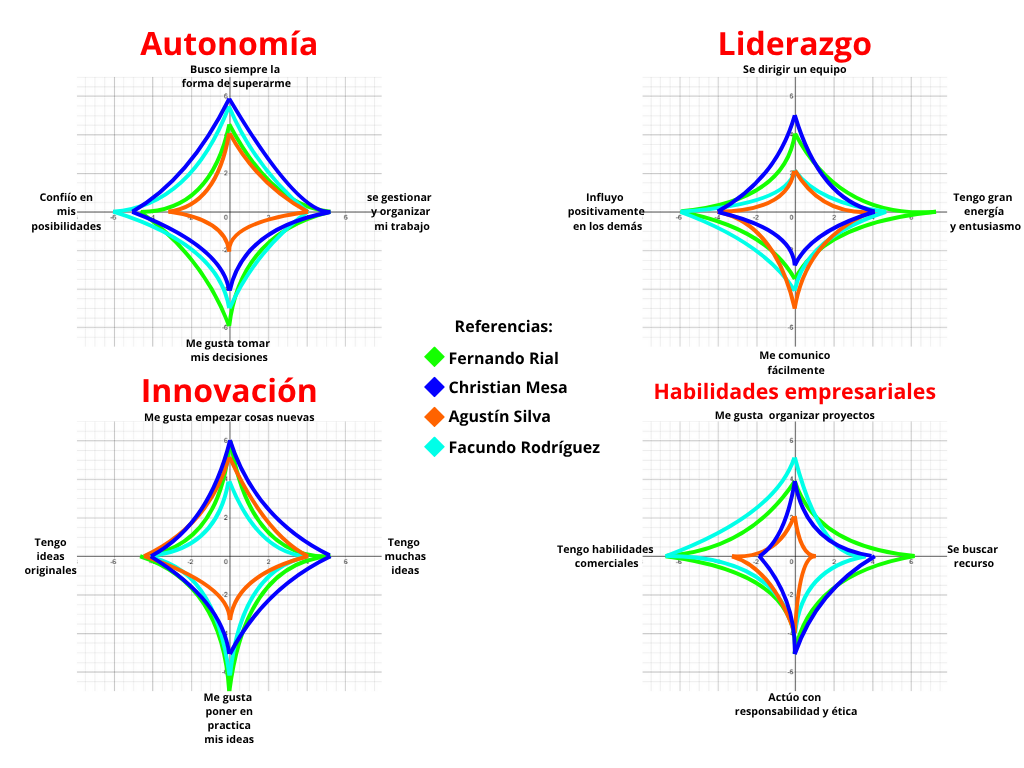 Autonomía
Busco siempre la
forma de superarme
Confiío en
mis
posibilidades
se gestionar
y organizar
mi trabajo
Me gusta tomar
mis decisiones
Liderazgo
Se dirigir un equipo
Influyo
positivamente
en los demás
Tengo gran
energía
y entusiasmo
Me comunico
fácilmente
Referencias:
Fernando Rial
Christian Mesa
Agustín Silva
Facundo Rodríguez
Innovación
Me gusta empezar cosas nuevas
Tengo
ideas
originales
Tengo
muchas
ideas
Me gusta
poner en
practica
mis ideas
Habilidades empresariales
Me gusta organizar proyectos
Tengo habilidades
comerciales
Se buscar
recurso
Actúo con
responsabilidad y ética